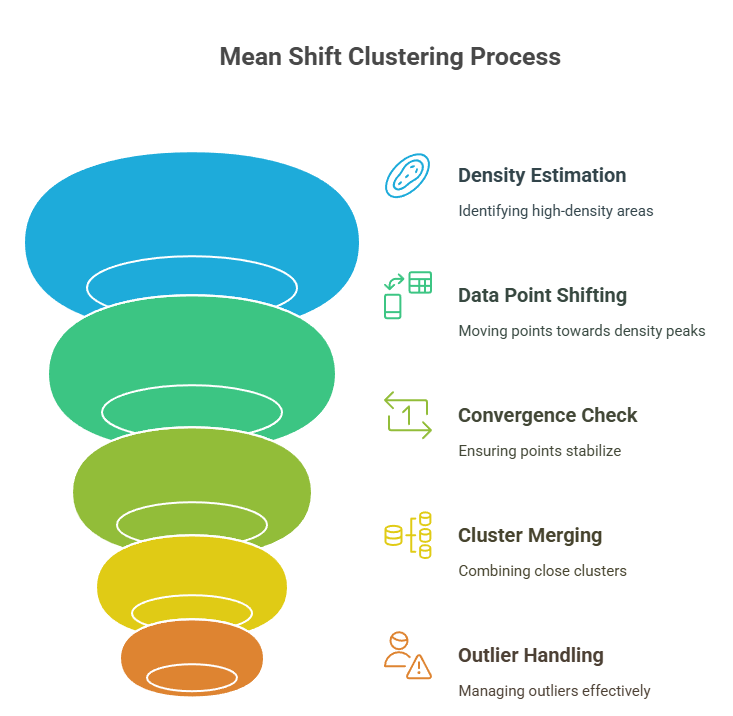 Mean Shift Clustering Process
Density Estimation
Identifying high-density areas
Data Point Shifting
Moving points towards density peaks
1
Convergence Check
Ensuring points stabilize
Cluster Merging
Combining close clusters
Outlier Handling
Managing outliers effectively